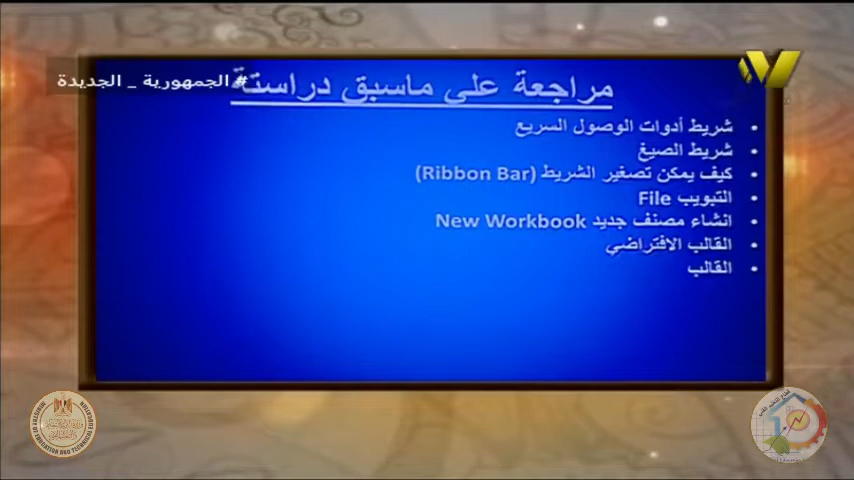 #الجمهورية _ الجديدة
مراجعة على ماسبق دراستة
• شريط أدوات الوصول السريع
• شريط الصيغ
• كيف يمكن تصغير الشريط (Ribbon Bar)
• التبويب File
• انشاء مصنف جديد New Workbook
• القالب الافتراضي
• القالب